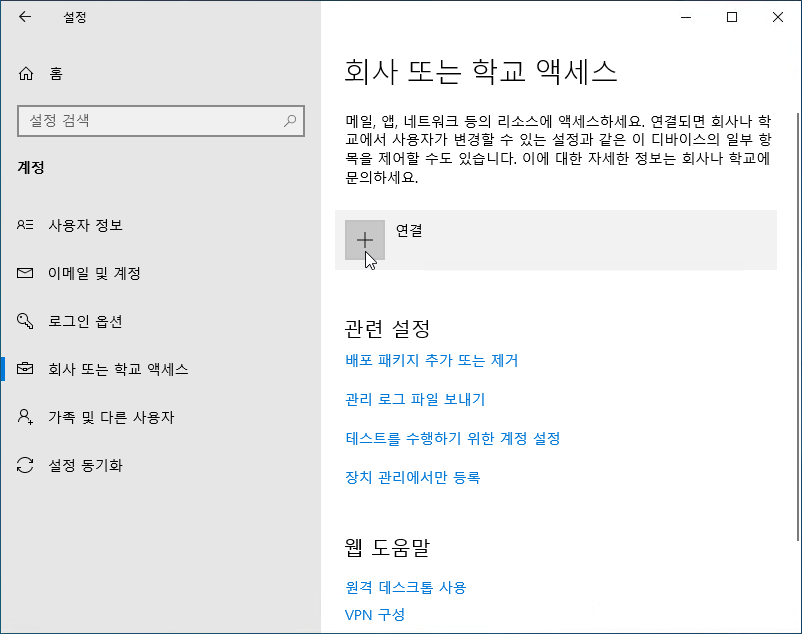 설정
홈
설정 검색
계정
사용자 정보
이메일 및 계정
로그인 옵션
회사 또는 학교 액세스
가족 및 다른 사용자
설정 동기화
회사 또는 학교 액세스
메일, 앱, 네트워크 등의 리소스에 액세스하세요. 연결되면 회사나 학
교에서 사용자가 변경할 수 있는 설정과 같은 이 디바이스의 일부 항
목을 제어할 수도 있습니다. 이에 대한 자세한 정보는 회사나 학교에
문의하세요.
연결
관련 설정
배포 패키지 추가 또는 제거
관리 로그 파일 보내기
테스트를 수행하기 위한 계정 설정
장치 관리에서만 등록
웹 도움말
원격 데스크톱 사용
VPN 구성